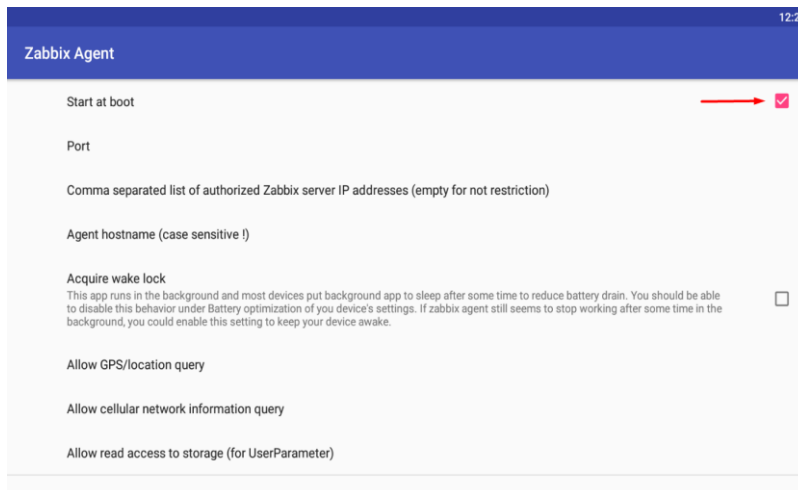 12:2
Zabbix Agent
Start at boot
Port
Comma separated list of authorized Zabbix server IP addresses (empty for not restriction)
Agent hostname (case sensitive !)
Acquire wake lock
This app runs in the background and most devices put background app to sleep after some time to reduce battery drain. You should be able
to disable this behavior under Battery optimization of you device's settings. If zabbix agent still seems to stop working after some time in the
background, you could enable this setting to keep your device awake.
Allow GPS/location query
Allow cellular network information query
Allow read access to storage (for UserParameter)